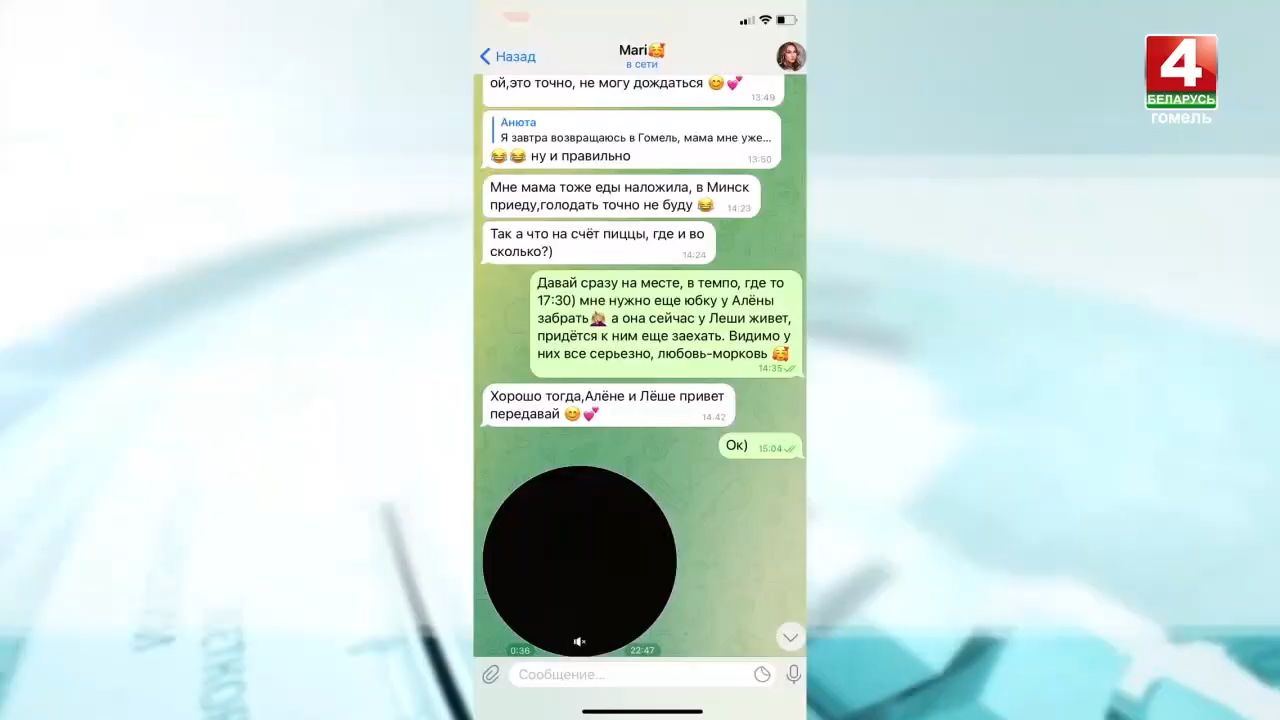 Назад
Mari🥰
в сети
4
БЕЛАРУСЬ
гомель
ой,это точно, не могу дождаться 😊💕
13:49
Анюта
Я завтра возвращаюсь в Гомель, мама мне уже...
😂😂 ну и правильно
13:50
Мне мама тоже еды наложила, в Минск
приеду,голодать точно не буду 😂
14:23
Так а что на счёт пиццы, где и во
сколько?)
14:24
Давай сразу на месте, в темпо, где то
17:30) мне нужно еще юбку у Алёны
забрать🤦🏼‍♀️ а она сейчас у Леши живет,
придётся к ним еще заехать. Видимо у
них все серьезно, любовь-морковь 🥰
14:35
Хорошо тогда,Алёне и Лёше привет
передавай 😊💕
14:42
Ок)
15:04
0:36
22:47
Сообщение...